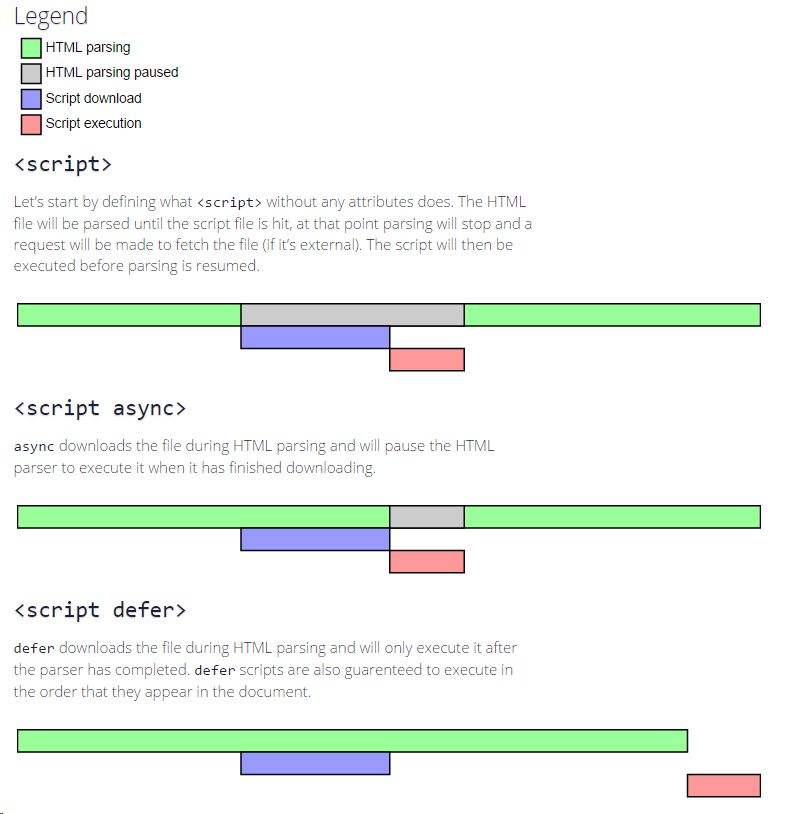 Legend
HTML parsing
HTML parsing paused
Script download
Script execution
<script>
Let's start by defining what <script> without any attributes does. The HTML
file will be parsed until the script file is hit, at that point parsing will stop and a
request will be made to fetch the file (if it's external). The script will then be
executed before parsing is resumed.
<script async>
async downloads the file during HTML parsing and will pause the HTML
parser to execute it when it has finished downloading.
<script defer>
defer downloads the file during HTML parsing and will only execute it after
the parser has completed. defer scripts are also guarenteed to execute in
the order that they appear in the document.